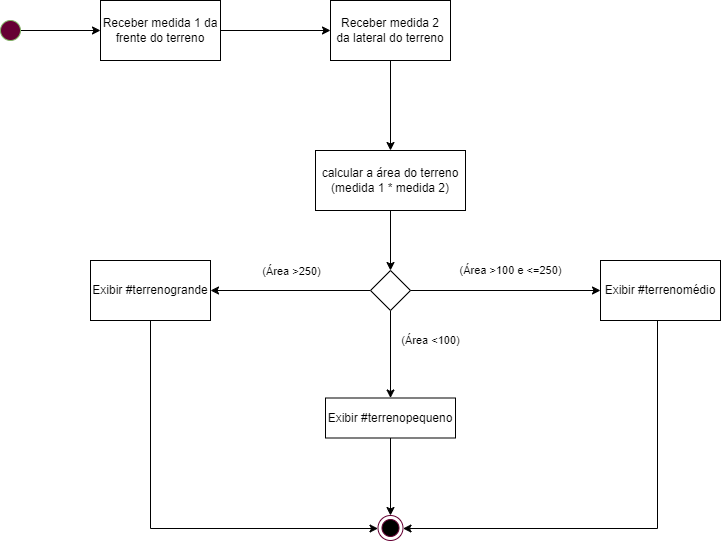 Receber medida 1 da
frente do terreno
Receber medida 2
da lateral do terreno
calcular a área do terreno
(medida 1 * medida 2)
(Área >250)
(Área >100 e <=250)
Exibir #terrenogrande
Exibir #terrenomédio
(Área <100)
Exibir #terrenopequeno